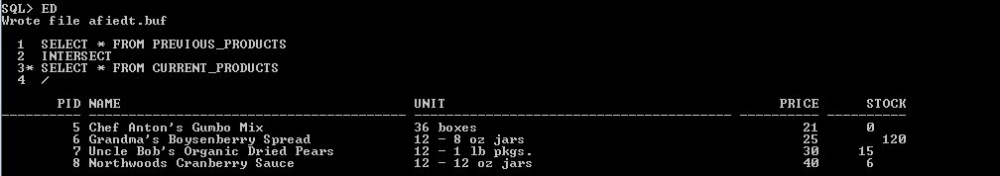 SQL> ED
Wrote file afiedt.buf
1 SELECT * FROM PREVIOUS_PRODUCTS
2 INTERSECT
3* SELECT * FROM CURRENT_PRODUCTS
4 /
PID NAME UNIT PRICE STOCK
5 Chef Anton's Gumbo Mix 36 boxes 21 0
6 Grandma's Boysenberry Spread 12 - 8 oz jars 25 120
7 Uncle Bob's Organic Dried Pears 12 - 1 lb pkgs. 30 15
8 Northwoods Cranberry Sauce 12 - 12 oz jars 40 6